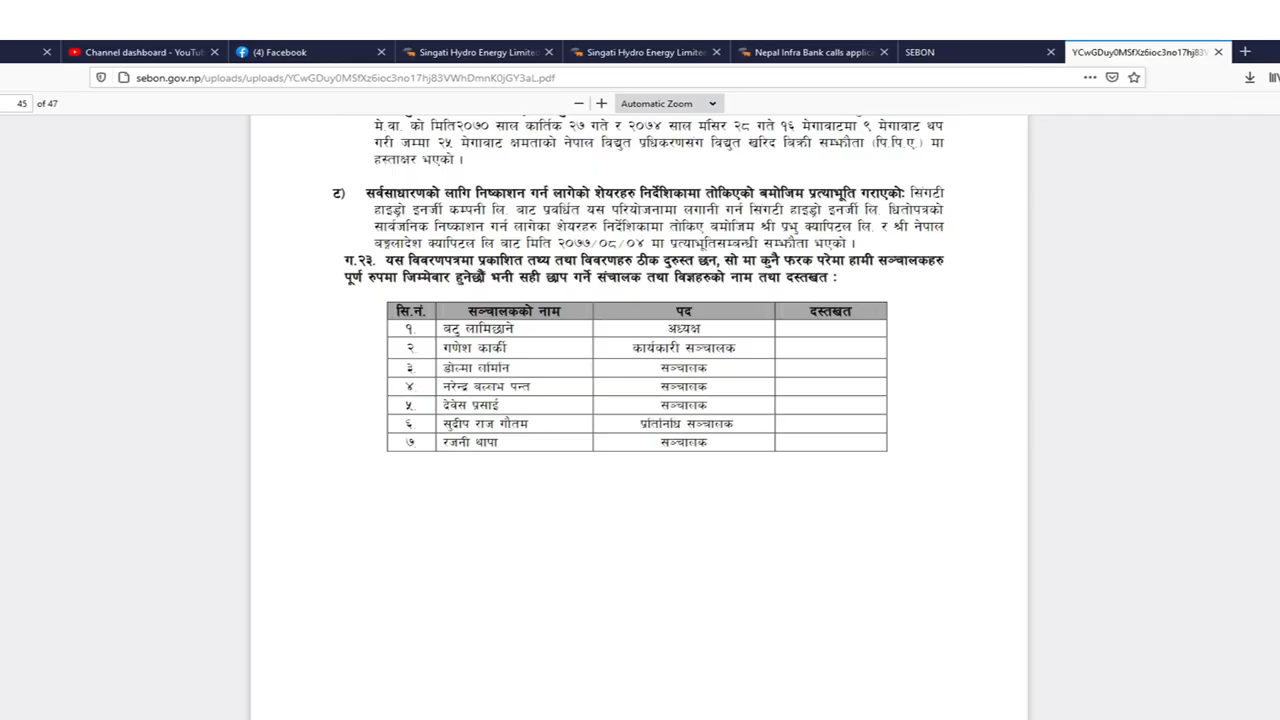 Channel dashboard - YouTu
(4) Facebook
Singati Hydro Energy Limite
Singati Hydro Energy Limite
Nepal Infra Bank calls applic
SEBON
YCwGDuy0MSfXz6ioc3no17hj83V
sebon.gov.np/uploads/uploads/YCwGDuy0MSfXz6ioc3no17hj83VWhDmnK0jGY3aL.pdf
45 of 47
Automatic Zoom
मे.वा. को मिति२०७० साल कार्तिक २७ गते र २०७४ साल मंसिर २८ गते १६ मेगावाटमा ९ मेगावाट थप
गरी जम्मा २५ मेगावाट क्षमताको नेपाल विद्युत प्रधिकरणसंग विद्युत खरिद बिक्री सम्झौता (पि.पि.ए.) मा
हस्ताक्षर भएको ।
ट) सर्वसाधारणको लागि निष्काशन गर्न लागेको शेयरहरु निर्देशिकामा तोकिएको बमोजिम प्रत्याभूति गराएको: सिंगटी
हाइड्रो इनर्जी कम्पनी लि. बाट प्रवर्धित यस परियोजनामा लगानी गर्न सिंगटी हाइड्रो इनर्जी लि. धितोपत्रको
सार्वजनिक निष्काशन गर्न लागेका शेयरहरु निर्देशिकामा तोकिए बमोजिम श्री प्रभु क्यापिटल लि. र श्री नेपाल
बङ्गलादेश क्यापिटल लि बाट मिति २०७७/०८/०४ मा प्रत्याभूतिसम्वन्धी सम्झौता भएको ।
ग.२३. यस विवरणपत्रमा प्रकाशित तथ्य तथा विवरणहरु ठीक दुरुस्त छन, सो मा कुनै फरक परेमा हामी सञ्चालकहरु
पूर्ण रुपमा जिम्मेवार हुनेछौं भनी सही छाप गर्ने संचालक तथा विज्ञहरुको नाम तथा दस्तखत :
सि.नं. सञ्चालकको नाम पद दस्तखत
१. बटु लामिछाने अध्यक्ष
२. गणेश कार्की कार्यकारी सञ्चालक
३. डोल्मा लमिनि सञ्चालक
४. नरेन्द्र वल्लभ पन्त सञ्चालक
५. देवेस प्रसाई सञ्चालक
६. सुदीप राज गौतम प्रतिनिधि सञ्चालक
७. रजनी थापा सञ्चालक